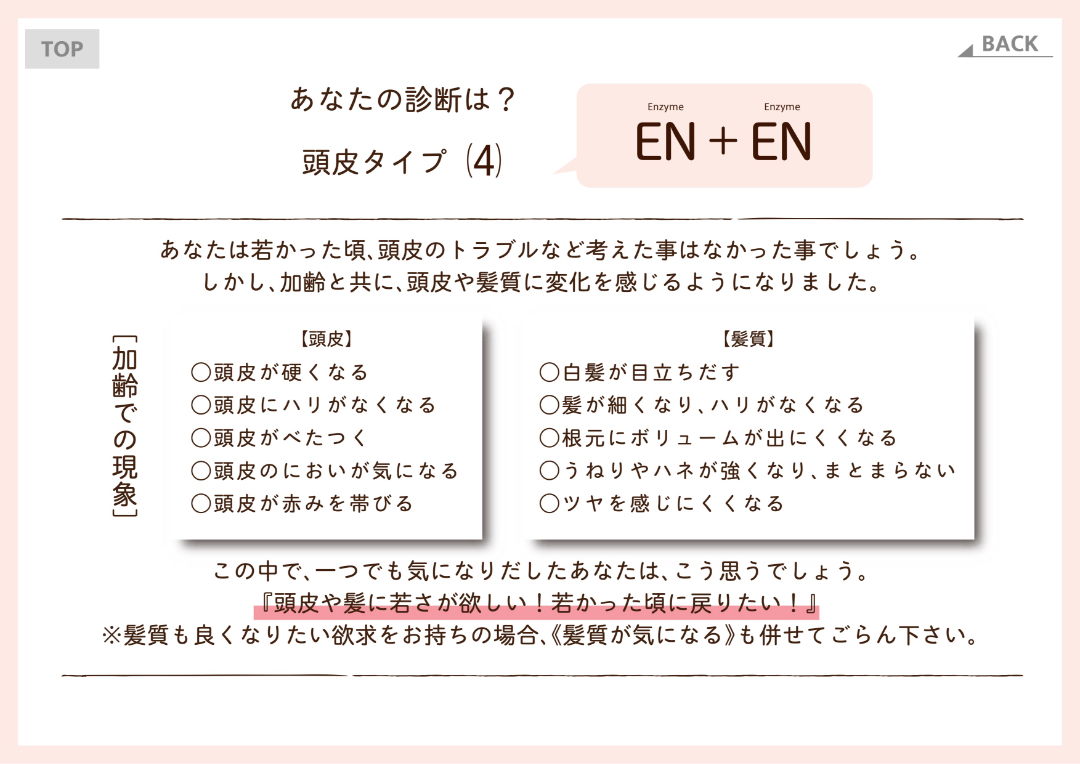 TOP
BACK
あなたの診断は？
頭皮タイプ（4）
Enzyme Enzyme
EN＋EN
あなたは若かった頃、頭皮のトラブルなど考えた事はなかった事でしょう。
しかし、加齢と共に、頭皮や髪質に変化を感じるようになりました。
［加齢での現象］
【頭皮】
○頭皮が硬くなる
○頭皮にハリがなくなる
○頭皮がべたつく
○頭皮のにおいが気になる
○頭皮が赤みを帯びる
【髪質】
○白髪が目立ちだす
○髪が細くなり、ハリがなくなる
○根元にボリュームが出にくくなる
○うねりやハネが強くなり、まとまらない
○ツヤを感じにくくなる
この中で、一つでも気になりだしたあなたは、こう思うでしょう。
『頭皮や髪に若さが欲しい！若かった頃に戻りたい！』
※髪質も良くなりたい欲求をお持ちの場合、《髪質が気になる》も併せてごらん下さい。